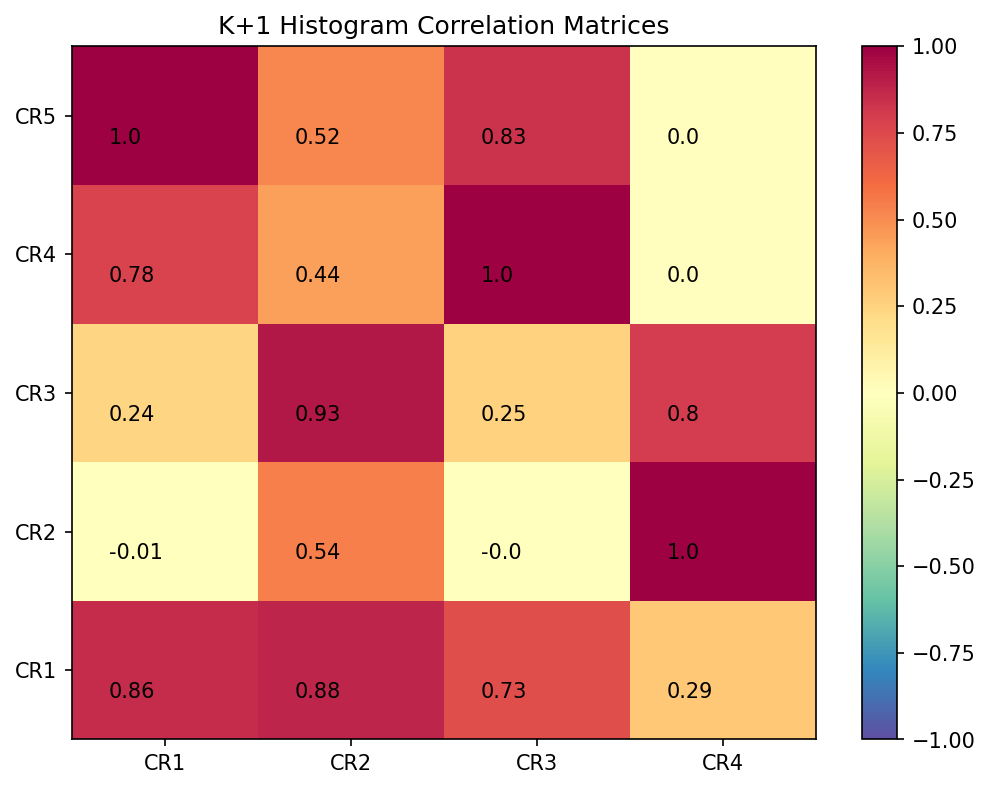 K+1 Histogram Correlation Matrices
CR5 1.0 0.52 0.83 0.0
CR4 0.78 0.44 1.0 0.0
CR3 0.24 0.93 0.25 0.8
CR2 -0.01 0.54 -0.0 1.0
CR1 0.86 0.88 0.73 0.29
CR1 CR2 CR3 CR4
1.00
0.75
0.50
0.25
0.00
−0.25
−0.50
−0.75
−1.00